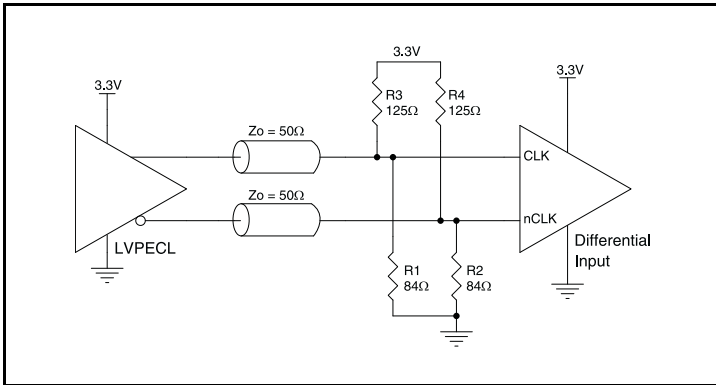 3.3V
3.3V
3.3V
R3
125Ω
R4
125Ω
Zo = 50Ω
CLK
Zo = 50Ω
nCLK
LVPECL
Differential
Input
R1
84Ω
R2
84Ω